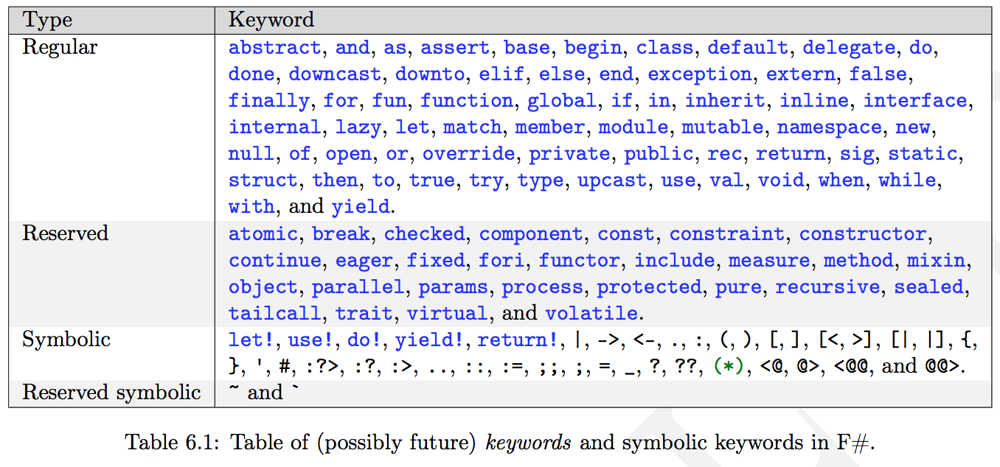 Type Keyword
Regular abstract, and, as, assert, base, begin, class, default, delegate, do,
done, downcast, downto, elif, else, end, exception, extern, false,
finally, for, fun, function, global, if, in, inherit, inline, interface,
internal, lazy, let, match, member, module, mutable, namespace, new,
null, of, open, or, override, private, public, rec, return, sig, static,
struct, then, to, true, try, type, upcast, use, val, void, when, while,
with, and yield.
Reserved atomic, break, checked, component, const, constraint, constructor,
continue, eager, fixed, fori, functor, include, measure, method, mixin,
object, parallel, params, process, protected, pure, recursive, sealed,
tailcall, trait, virtual, and volatile.
Symbolic let!, use!, do!, yield!, return!, |, ->, <-, ., :, (, ), [, ], [<, >], [|, |], {,
}, ', #, :?>, :?, :>, .., ::, :=, ;;, ;, =, _, ?, ??, (*), <@, @>, <@@, and @@>.
Reserved symbolic ~ and `
Table 6.1: Table of (possibly future) keywords and symbolic keywords in F#.